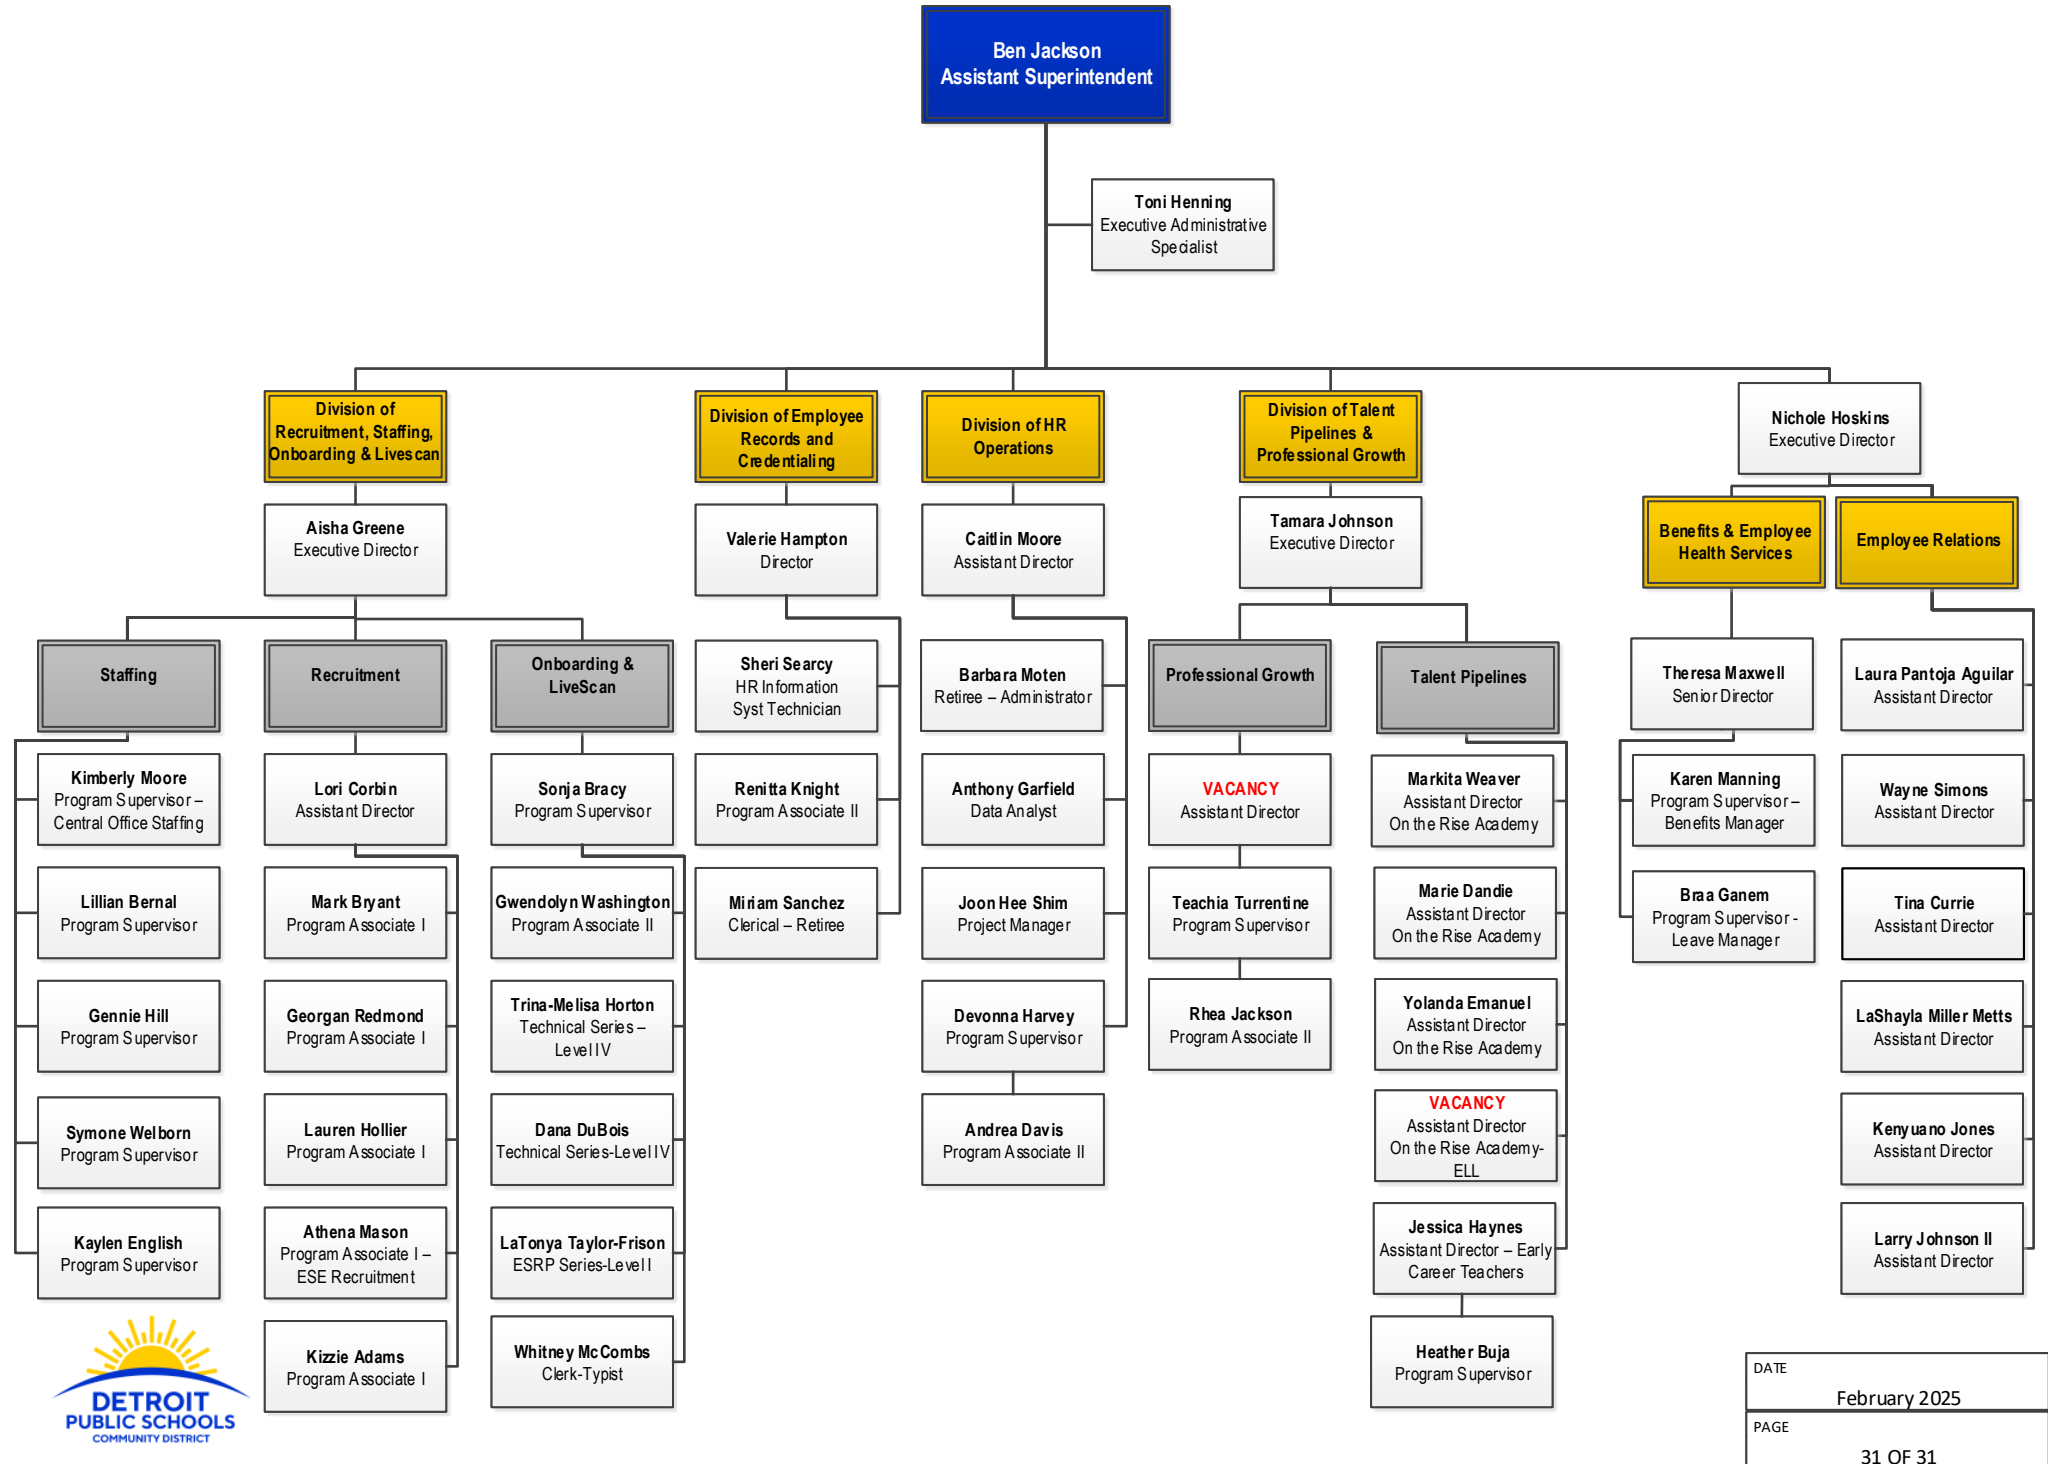 Ben Jackson
Assistant Superintendent
Toni Henning
Executive Administrative
Specialist
Division of
Recruitment, Staffing,
Onboarding & Livescan
Aisha Greene
Executive Director
Staffing
Kimberly Moore
Program Supervisor –
Central Office Staffing
Lillian Bernal
Program Supervisor
Gennie Hill
Program Supervisor
Symone Welborn
Program Supervisor
Kaylen English
Program Supervisor
Recruitment
Lori Corbin
Assistant Director
Mark Bryant
Program Associate I
Georgan Redmond
Program Associate I
Lauren Hollier
Program Associate I
Athena Mason
Program Associate I –
ESE Recruitment
Kizzie Adams
Program Associate I
Onboarding &
LiveScan
Sonja Bracy
Program Supervisor
Gwendolyn Washington
Program Associate II
Trina-Melisa Horton
Technical Series –
Level IV
Dana DuBois
Technical Series-Level IV
LaTonya Taylor-Frison
ESRP Series-Level I
Whitney McCombs
Clerk-Typist
Division of Employee
Records and
Credentialing
Valerie Hampton
Director
Sheri Searcy
HR Information
Syst Technician
Renitta Knight
Program Associate II
Miriam Sanchez
Clerical – Retiree
Division of HR
Operations
Caitlin Moore
Assistant Director
Barbara Moten
Retiree – Administrator
Anthony Garfield
Data Analyst
Joon Hee Shim
Project Manager
Devonna Harvey
Program Supervisor
Andrea Davis
Program Associate II
Division of Talent
Pipelines &
Professional Growth
Tamara Johnson
Executive Director
Professional Growth
VACANCY
Assistant Director
Teachia Turrentine
Program Supervisor
Rhea Jackson
Program Associate II
Talent Pipelines
Markita Weaver
Assistant Director
On the Rise Academy
Marie Dandie
Assistant Director
On the Rise Academy
Yolanda Emanuel
Assistant Director
On the Rise Academy
VACANCY
Assistant Director
On the Rise Academy-
ELL
Jessica Haynes
Assistant Director – Early
Career Teachers
Heather Buja
Program Supervisor
Nichole Hoskins
Executive Director
Benefits & Employee
Health Services
Theresa Maxwell
Senior Director
Karen Manning
Program Supervisor –
Benefits Manager
Braa Ganem
Program Supervisor -
Leave Manager
Employee Relations
Laura Pantoja Aguilar
Assistant Director
Wayne Simons
Assistant Director
Tina Currie
Assistant Director
LaShayla Miller Metts
Assistant Director
Kenyuano Jones
Assistant Director
Larry Johnson II
Assistant Director
DETROIT
PUBLIC SCHOOLS
COMMUNITY DISTRICT
DATE
February 2025
PAGE
31 OF 31